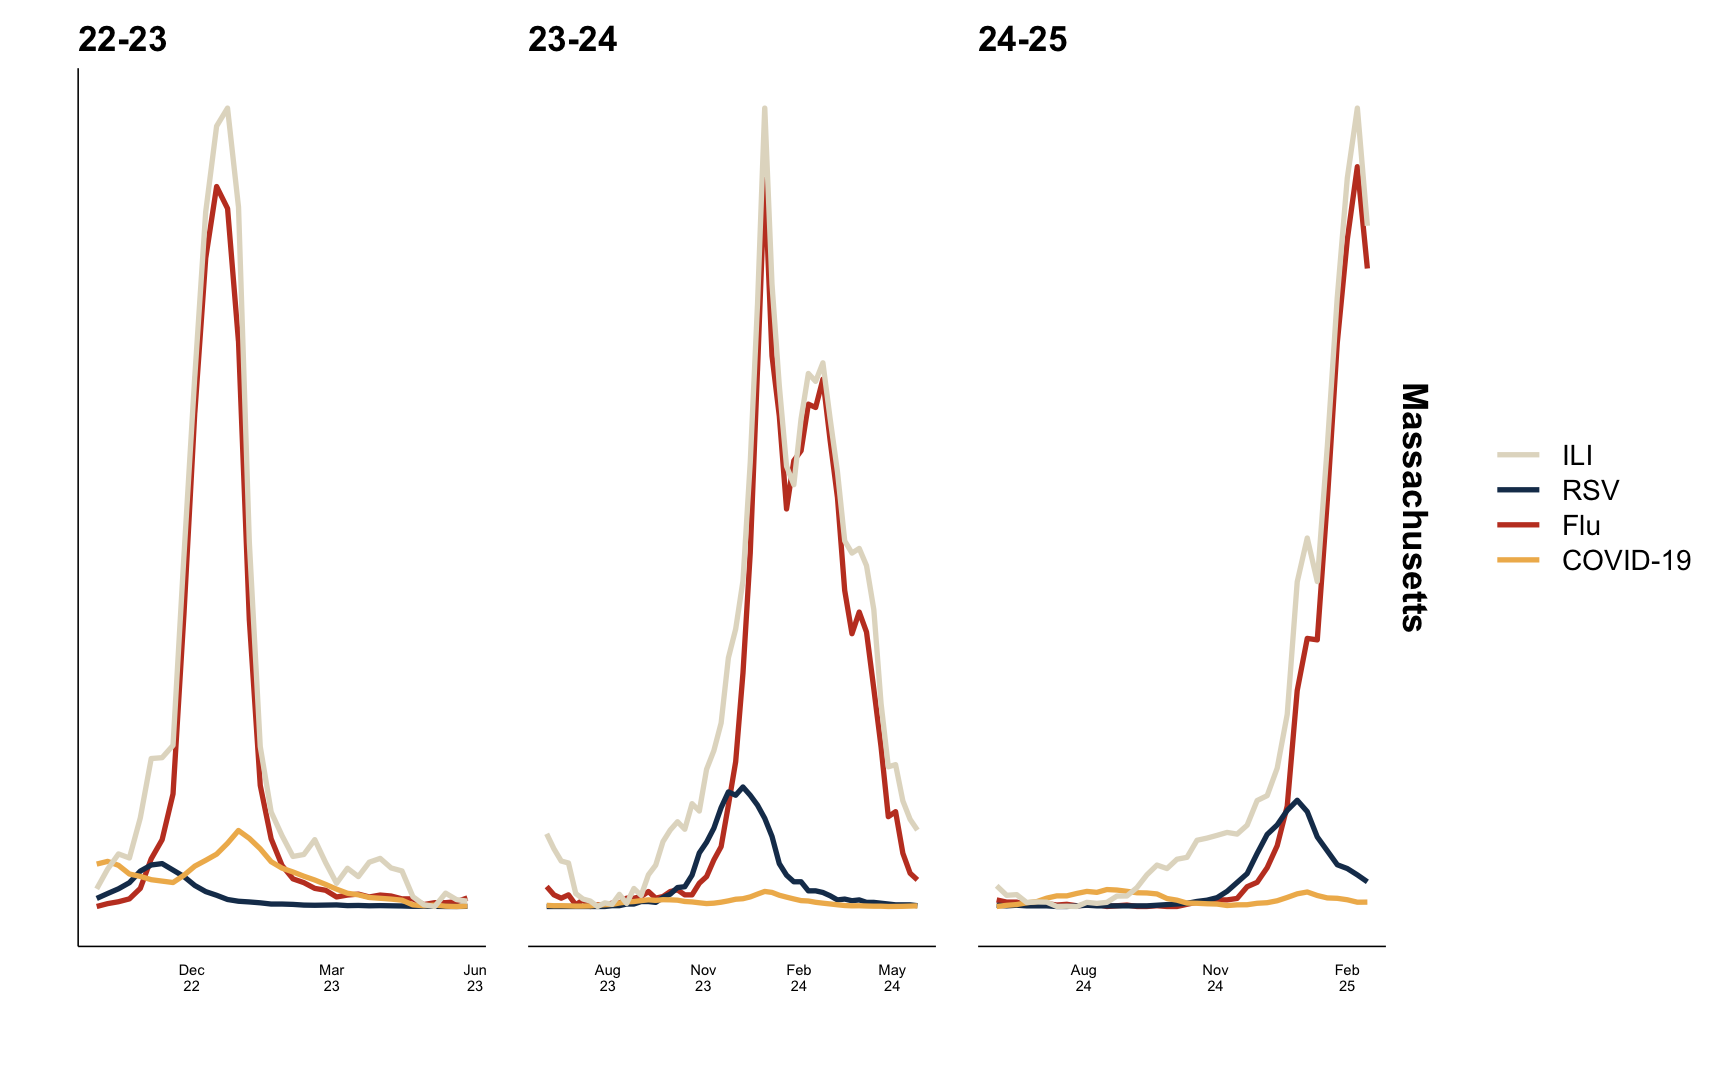 22-23
23-24
24-25
Dec
22
Mar
23
Jun
23
Aug
23
Nov
23
Feb
24
May
24
Aug
24
Nov
24
Feb
25
Massachusetts
ILI
RSV
Flu
COVID-19